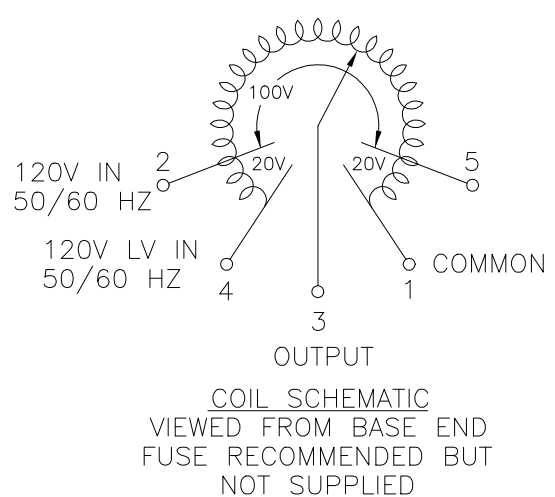 100V
20V
20V
120V IN
50/60 HZ
2
5
120V LV IN
50/60 HZ
4
1
COMMON
3
OUTPUT
COIL SCHEMATIC
VIEWED FROM BASE END
FUSE RECOMMENDED BUT
NOT SUPPLIED